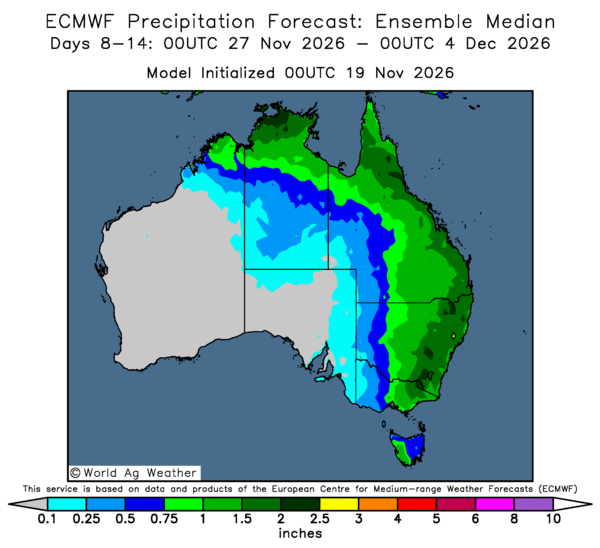 ECMWF Precipitation Forecast: Ensemble Median
Days 8-14: 00UTC 27 Nov 2026 - 00UTC 4 Dec 2026
Model Initialized 00UTC 19 Nov 2026
© World Ag Weather
This service is based on data and products of the European Centre for Medium-range Weather Forecasts (ECMWF)
0.1 0.25 0.5 0.75 1 1.5 2 2.5 3 4 5 6 8 10
inches